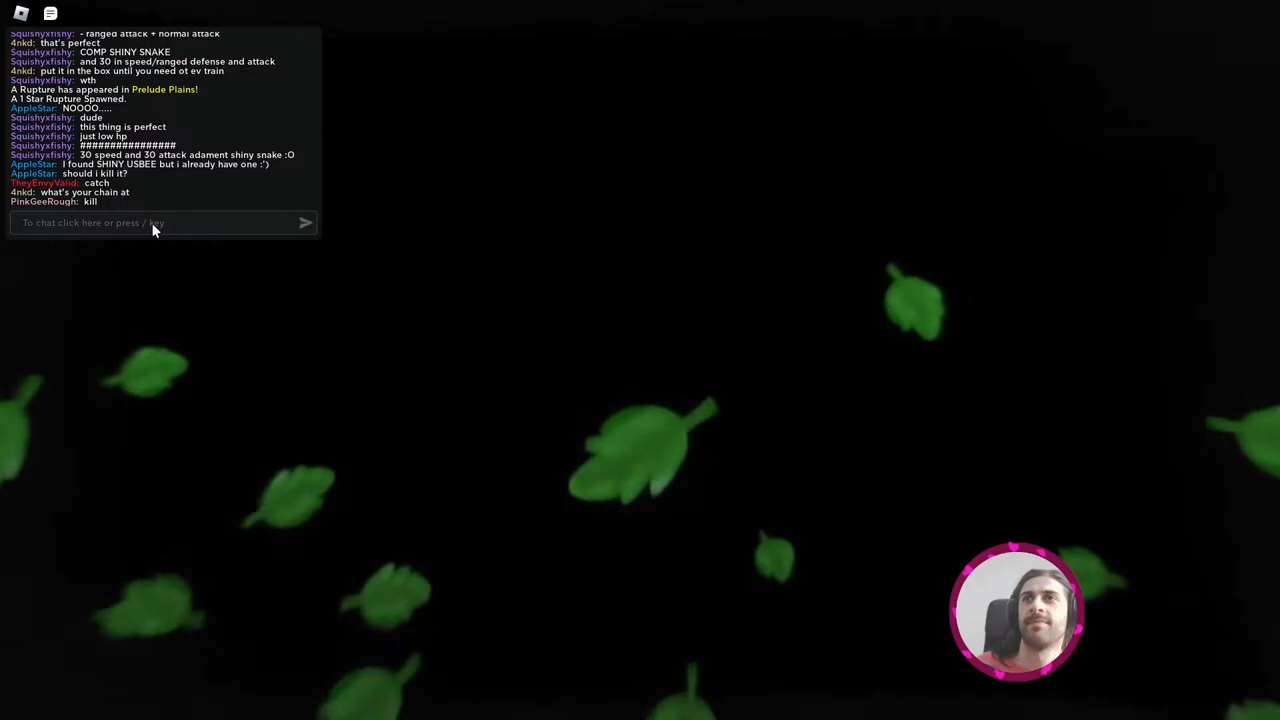 Squishyxfishy: - ranged attack + normal attack
4nkd: that's perfect
Squishyxfishy: COMP SHINY SNAKE
Squishyxfishy: and 30 in speed/ranged defense and attack
4nkd: put it in the box until you need ot ev train
Squishyxfishy: wth
A Rupture has appeared in Prelude Plains!
A 1 Star Rupture Spawned.
AppleStar: NOOOO.....
Squishyxfishy: dude
Squishyxfishy: this thing is perfect
Squishyxfishy: just low hp
Squishyxfishy: ################
Squishyxfishy: 30 speed and 30 attack adament shiny snake :O
AppleStar: I found SHINY USBEE but i already have one :')
AppleStar: should i kill it?
TheyEnvyValid: catch
4nkd: what's your chain at
PinkGeeRough: kill
To chat click here or press / key